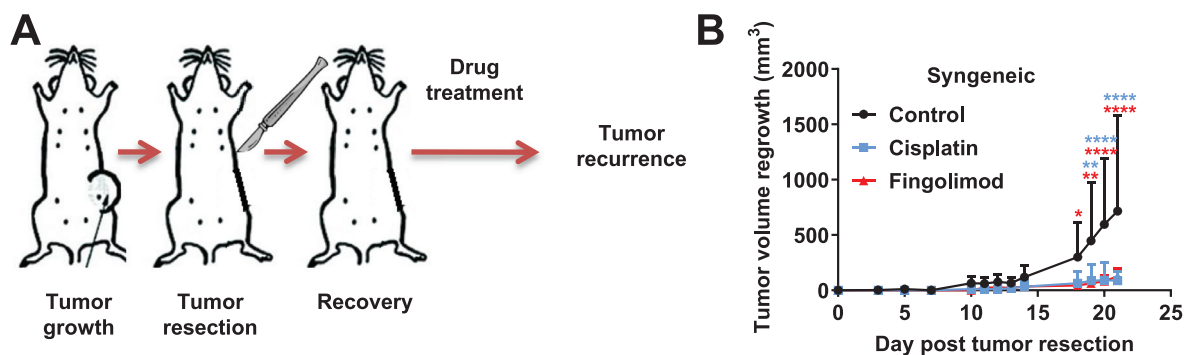 A
Drug
treatment
Tumor
recurrence
Tumor
growth
Tumor
resection
Recovery
B
Tumor volume regrowth (mm³)
2000
1500
1000
500
0
Syngeneic
Control
Cisplatin
Fingolimod
*
**
**
****
****
****
****
0 5 10 15 20 25
Day post tumor resection